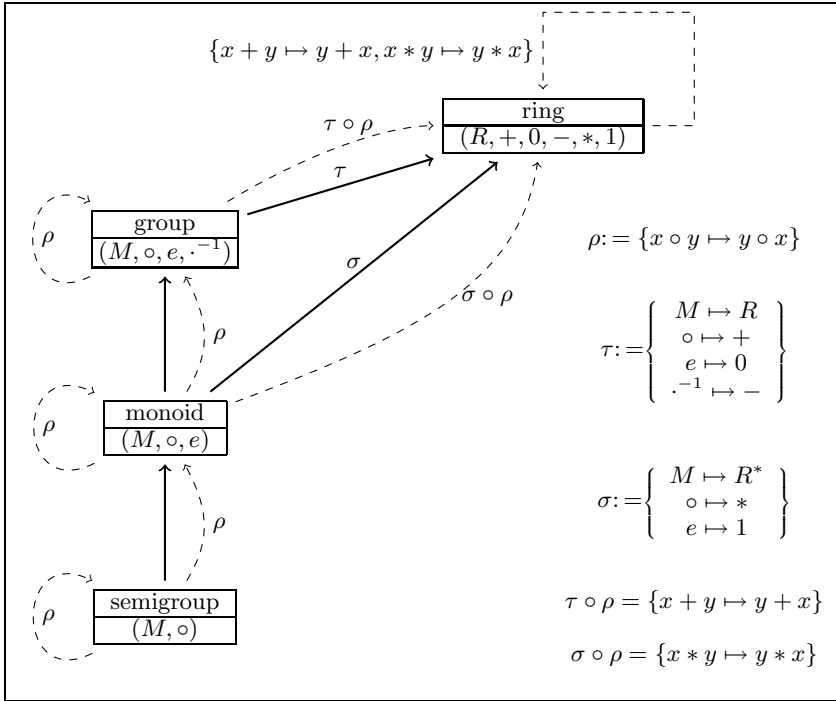 {x + y ↦ y + x, x ∗ y ↦ y ∗ x}
ring
(R, +, 0, −, ∗, 1)
τ ∘ ρ
τ
group
(M, ∘, e, ·⁻¹)
ρ
σ
σ ∘ ρ
ρ
ρ: = {x ∘ y ↦ y ∘ x}
τ: = { M ↦ R
∘ ↦ +
e ↦ 0
·⁻¹ ↦ − }
monoid
(M, ∘, e)
ρ
ρ
σ: = { M ↦ R*
∘ ↦ ∗
e ↦ 1 }
semigroup
(M, ∘)
ρ
τ ∘ ρ = {x + y ↦ y + x}
σ ∘ ρ = {x ∗ y ↦ y ∗ x}